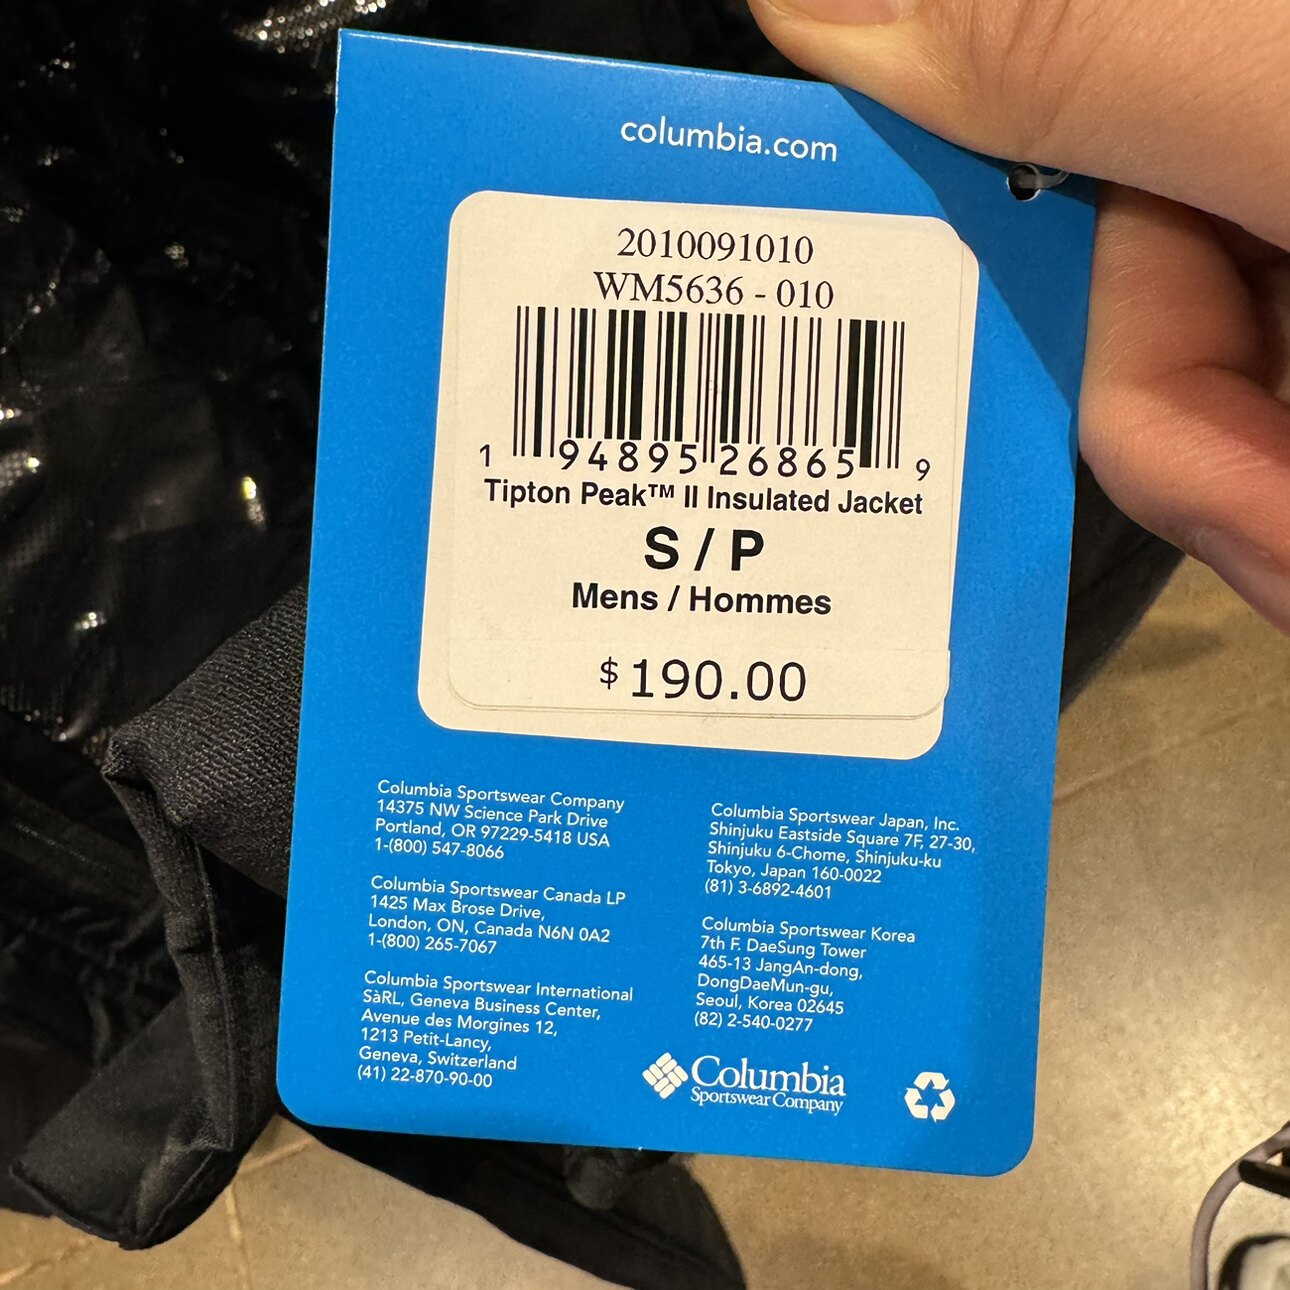 columbia.com
2010091010
WM5636 - 010
1 94895 26865 9
Tipton Peak™ II Insulated Jacket
S / P
Mens / Hommes
$190.00
Columbia Sportswear Company
14375 NW Science Park Drive
Portland, OR 97229-5418 USA
1-(800) 547-8066
Columbia Sportswear Canada LP
1425 Max Brose Drive,
London, ON, Canada N6N 0A2
1-(800) 265-7067
Columbia Sportswear International
SàRL, Geneva Business Center,
Avenue des Morgines 12,
1213 Petit-Lancy,
Geneva, Switzerland
(41) 22-870-90-00
Columbia Sportswear Japan, Inc.
Shinjuku Eastside Square 7F, 27-30,
Shinjuku 6-Chome, Shinjuku-ku
Tokyo, Japan 160-0022
(81) 3-6892-4601
Columbia Sportswear Korea
7th F. DaeSung Tower
465-13 JangAn-dong,
DongDaeMun-gu,
Seoul, Korea 02645
(82) 2-540-0277
Columbia
Sportswear Company